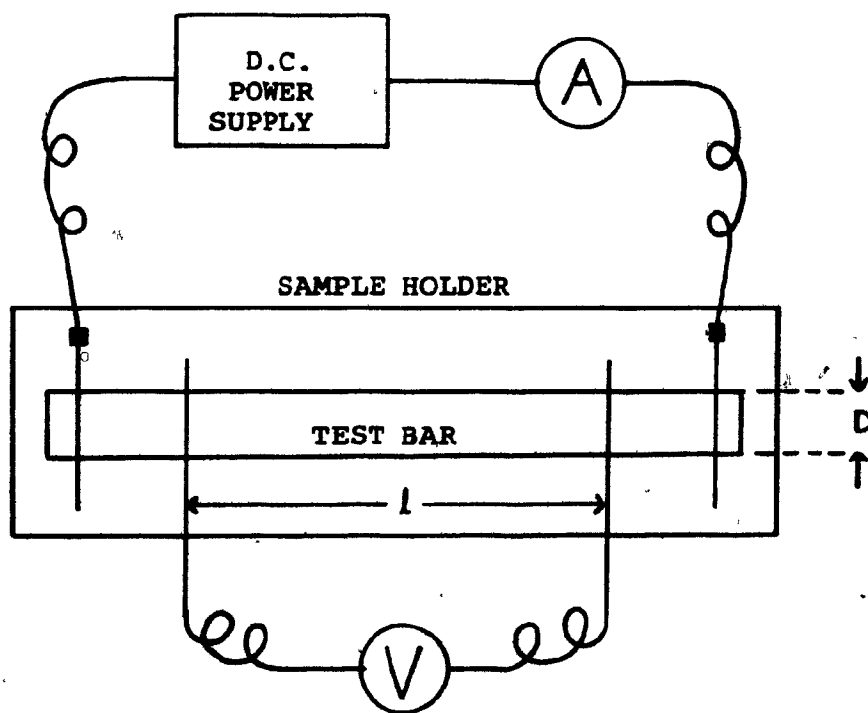 D.C.
POWER
SUPPLY
A
SAMPLE HOLDER
D
TEST BAR
l
V